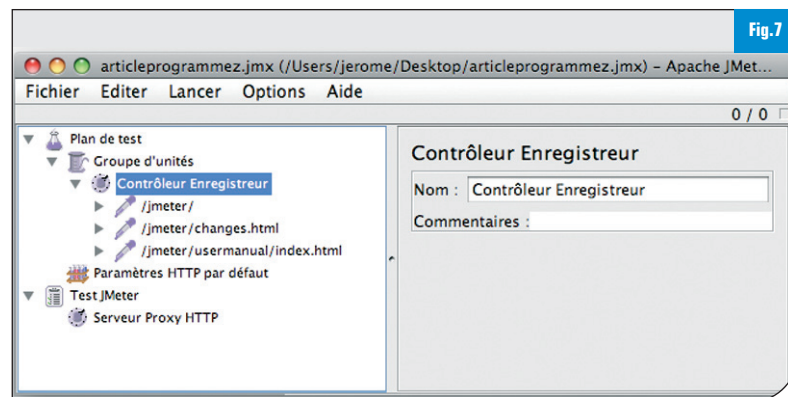 Fig.7
articleprogrammez.jmx (/Users/jerome/Desktop/articleprogrammez.jmx) – Apache JMet...
Fichier Editer Lancer Options Aide
0 / 0
Plan de test
Groupe d'unités
Contrôleur Enregistreur
/jmeter/
/jmeter/changes.html
/jmeter/usermanual/index.html
Paramètres HTTP par défaut
Test JMeter
Serveur Proxy HTTP
Contrôleur Enregistreur
Nom : Contrôleur Enregistreur
Commentaires :